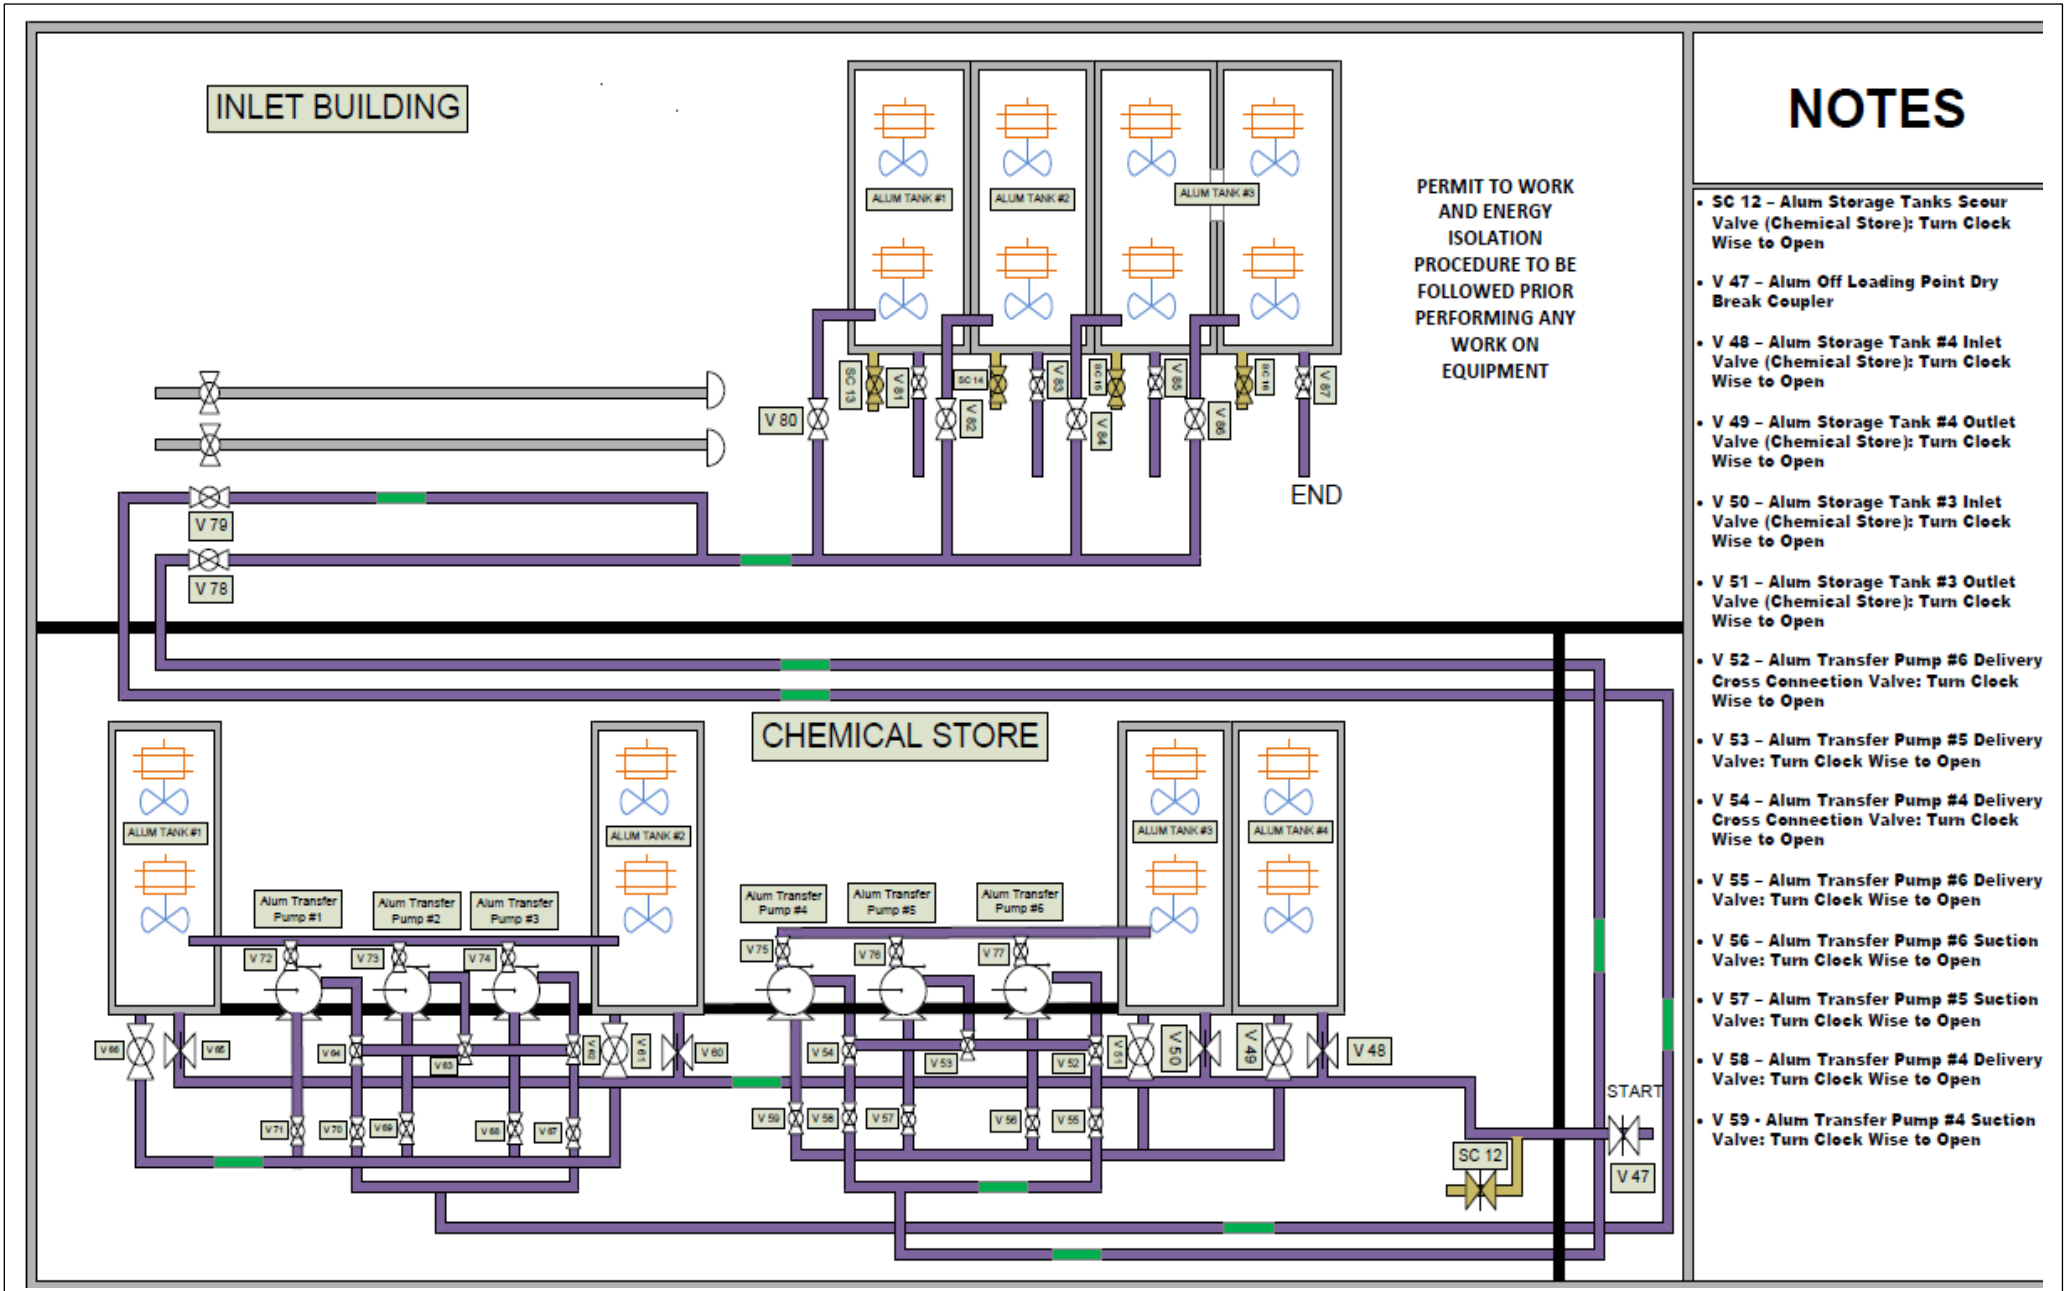 INLET BUILDING
ALUM TANK #1
ALUM TANK #2
ALUM TANK #3
PERMIT TO WORK
AND ENERGY
ISOLATION
PROCEDURE TO BE
FOLLOWED PRIOR
PERFORMING ANY
WORK ON
EQUIPMENT
V 80
SC 13
V 81
V 82
SC 14
V 83
V 84
SC 15
V 85
V 86
SC 16
V 87
END
V 79
V 78
CHEMICAL STORE
ALUM TANK #1
ALUM TANK #2
ALUM TANK #3
ALUM TANK #4
Alum Transfer
Pump #1
Alum Transfer
Pump #2
Alum Transfer
Pump #3
Alum Transfer
Pump #4
Alum Transfer
Pump #5
Alum Transfer
Pump #6
V 72
V 73
V 74
V 75
V 76
V 77
V 66
V 65
V 64
V 63
V 62
V 61
V 60
V 54
V 53
V 52
V 51
V 50
V 49
V 48
V 71
V 70
V 69
V 68
V 67
V 59
V 58
V 57
V 56
V 55
START
SC 12
V 47
NOTES
• SC 12 – Alum Storage Tanks Scour
Valve (Chemical Store): Turn Clock
Wise to Open
• V 47 – Alum Off Loading Point Dry
Break Coupler
• V 48 – Alum Storage Tank #4 Inlet
Valve (Chemical Store): Turn Clock
Wise to Open
• V 49 – Alum Storage Tank #4 Outlet
Valve (Chemical Store): Turn Clock
Wise to Open
• V 50 – Alum Storage Tank #3 Inlet
Valve (Chemical Store): Turn Clock
Wise to Open
• V 51 – Alum Storage Tank #3 Outlet
Valve (Chemical Store): Turn Clock
Wise to Open
• V 52 – Alum Transfer Pump #6 Delivery
Cross Connection Valve: Turn Clock
Wise to Open
• V 53 – Alum Transfer Pump #5 Delivery
Valve: Turn Clock Wise to Open
• V 54 – Alum Transfer Pump #4 Delivery
Cross Connection Valve: Turn Clock
Wise to Open
• V 55 – Alum Transfer Pump #6 Delivery
Valve: Turn Clock Wise to Open
• V 56 – Alum Transfer Pump #6 Suction
Valve: Turn Clock Wise to Open
• V 57 – Alum Transfer Pump #5 Suction
Valve: Turn Clock Wise to Open
• V 58 – Alum Transfer Pump #4 Delivery
Valve: Turn Clock Wise to Open
• V 59 - Alum Transfer Pump #4 Suction
Valve: Turn Clock Wise to Open